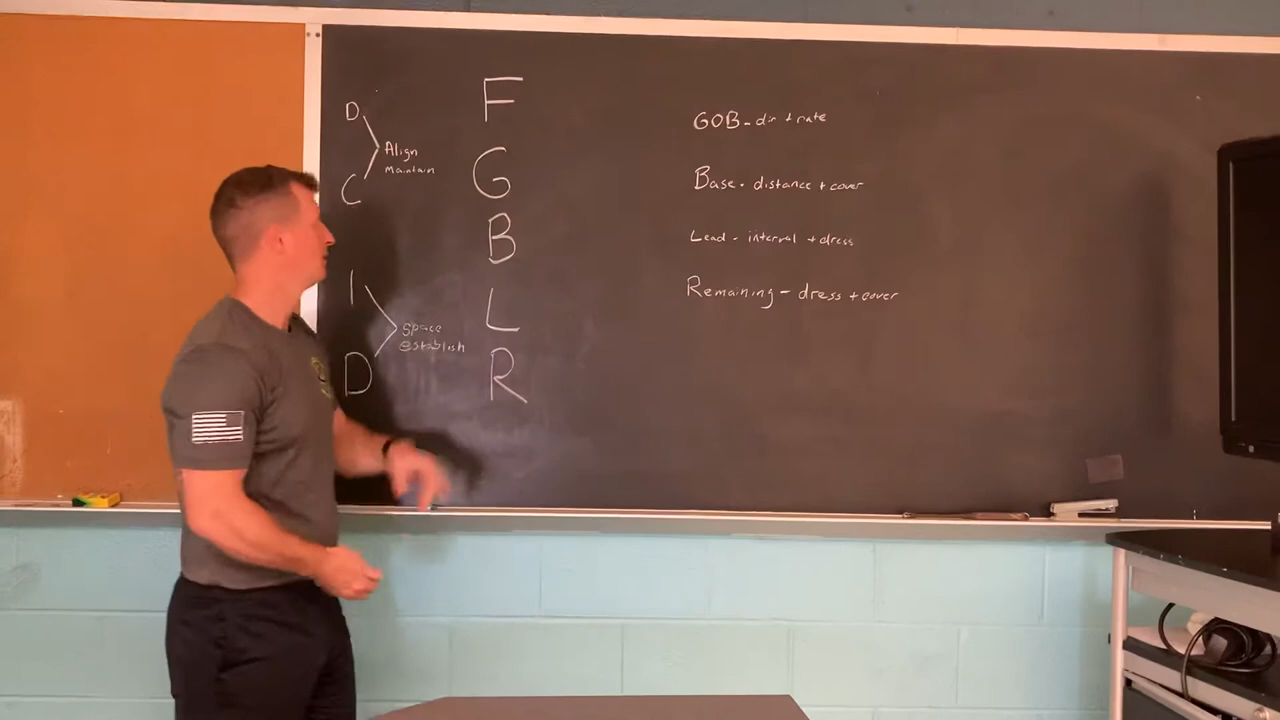 D
C
Align
Maintain
I
D
Space
establish
F
G
B
L
R
GOB - dir + rate
Base - distance + cover
Lead - interval + dress
Remaining - dress + cover